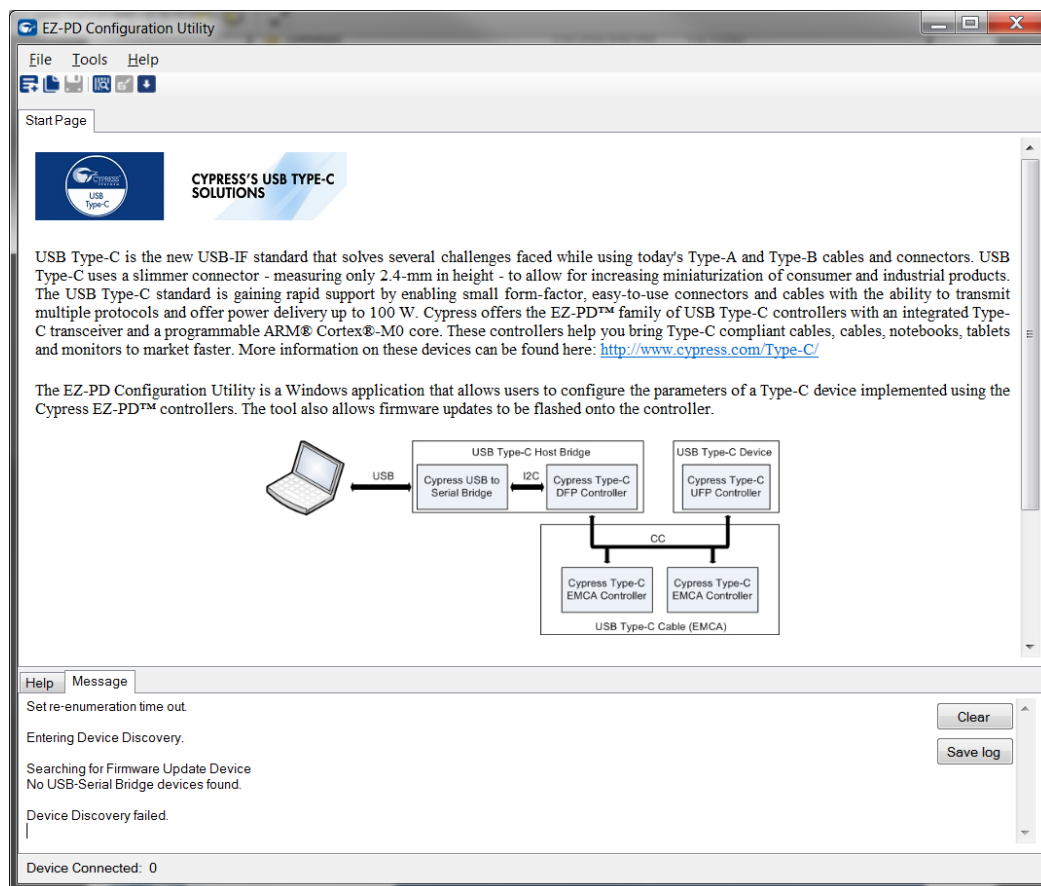 EZ-PD Configuration Utility
File Tools Help
Start Page
CYPRESS
USB
Type-C
CYPRESS'S USB TYPE-C
SOLUTIONS
USB Type-C is the new USB-IF standard that solves several challenges faced while using today's Type-A and Type-B cables and connectors. USB
Type-C uses a slimmer connector - measuring only 2.4-mm in height - to allow for increasing miniaturization of consumer and industrial products.
The USB Type-C standard is gaining rapid support by enabling small form-factor, easy-to-use connectors and cables with the ability to transmit
multiple protocols and offer power delivery up to 100 W. Cypress offers the EZ-PD™ family of USB Type-C controllers with an integrated Type-
C transceiver and a programmable ARM® Cortex®-M0 core. These controllers help you bring Type-C compliant cables, cables, notebooks, tablets
and monitors to market faster. More information on these devices can be found here: http://www.cypress.com/Type-C/
The EZ-PD Configuration Utility is a Windows application that allows users to configure the parameters of a Type-C device implemented using the
Cypress EZ-PD™ controllers. The tool also allows firmware updates to be flashed onto the controller.
USB
USB Type-C Host Bridge
Cypress USB to
Serial Bridge
I2C
Cypress Type-C
DFP Controller
USB Type-C Device
Cypress Type-C
UFP Controller
CC
Cypress Type-C
EMCA Controller
Cypress Type-C
EMCA Controller
USB Type-C Cable (EMCA)
Help Message
Set re-enumeration time out.
Entering Device Discovery.
Searching for Firmware Update Device
No USB-Serial Bridge devices found.
Device Discovery failed.
Clear
Save log
Device Connected: 0